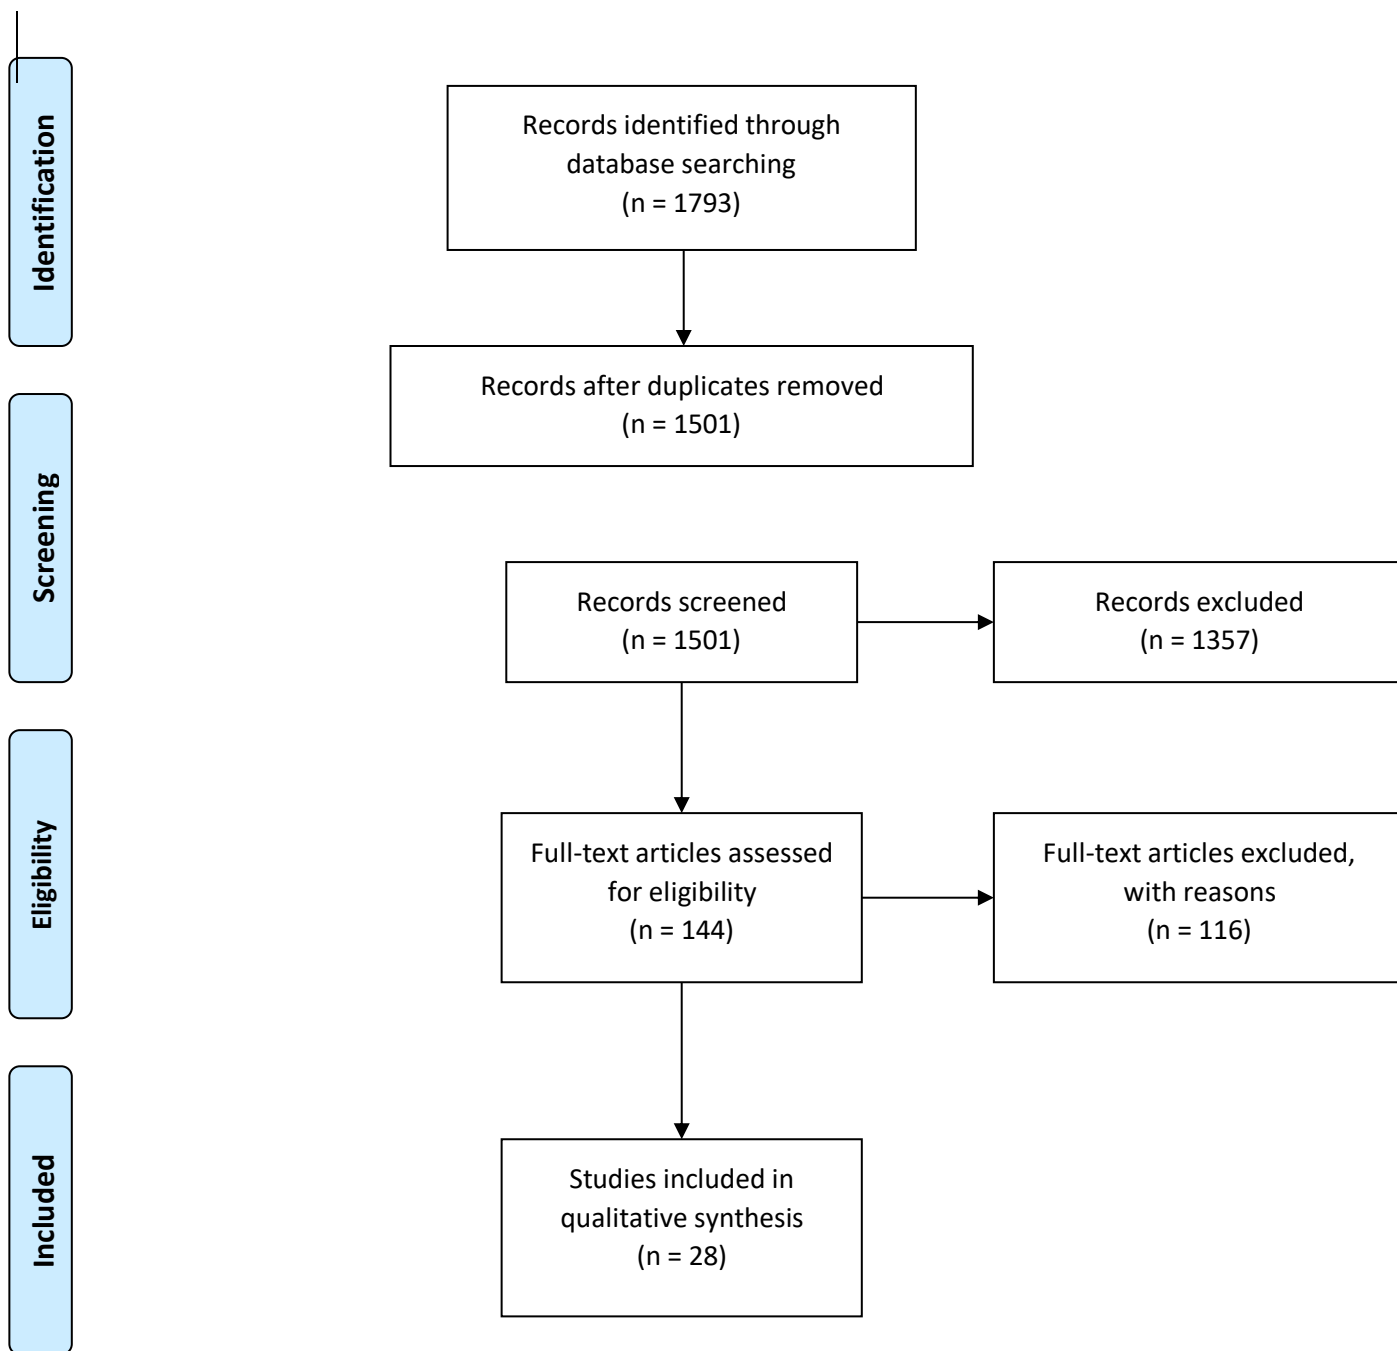 Identification
Records identified through
database searching
(n = 1793)
Records after duplicates removed
(n = 1501)
Screening
Records screened
(n = 1501)
Records excluded
(n = 1357)
Eligibility
Full-text articles assessed
for eligibility
(n = 144)
Full-text articles excluded,
with reasons
(n = 116)
Included
Studies included in
qualitative synthesis
(n = 28)